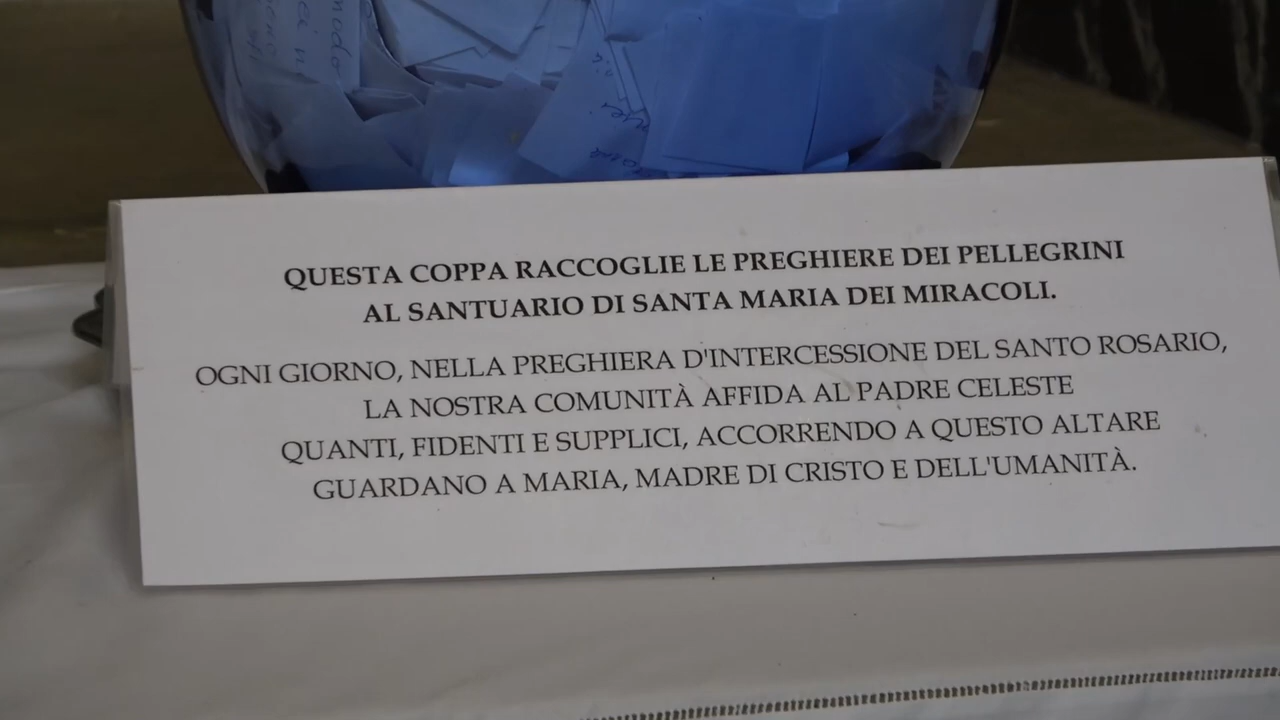 QUESTA COPPA RACCOGLIE LE PREGHIERE DEI PELLEGRINI
AL SANTUARIO DI SANTA MARIA DEI MIRACOLI.
OGNI GIORNO, NELLA PREGHIERA D'INTERCESSIONE DEL SANTO ROSARIO,
LA NOSTRA COMUNITÀ AFFIDA AL PADRE CELESTE
QUANTI, FIDENTI E SUPPLICI, ACCORRENDO A QUESTO ALTARE
GUARDANO A MARIA, MADRE DI CRISTO E DELL'UMANITÀ.